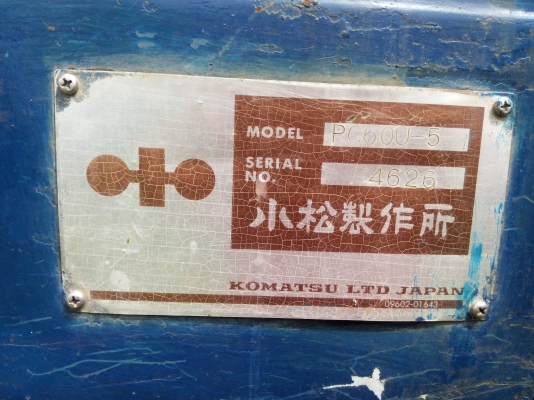 MODEL PC60U-5
SERIAL NO. 4626
小松製作所
KOMATSU LTD JAPAN
09602-01643